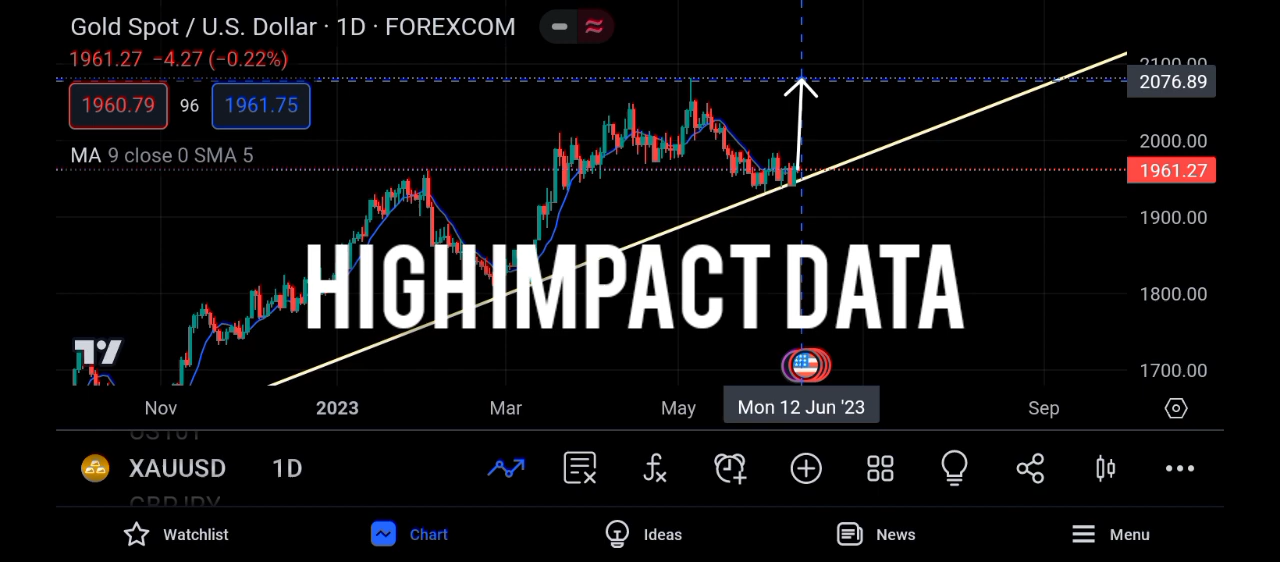 Gold Spot / U.S. Dollar · 1D · FOREXCOM
1961.27 −4.27 (−0.22%)
1960.79 96 1961.75
MA 9 close 0 SMA 5
2100.00
2076.89
2000.00
1961.27
1900.00
1800.00
1700.00
HIGH IMPACT DATA
Nov 2023 Mar May Mon 12 Jun '23 Sep
XAUUSD 1D
GBPJPY
Watchlist Chart Ideas News Menu